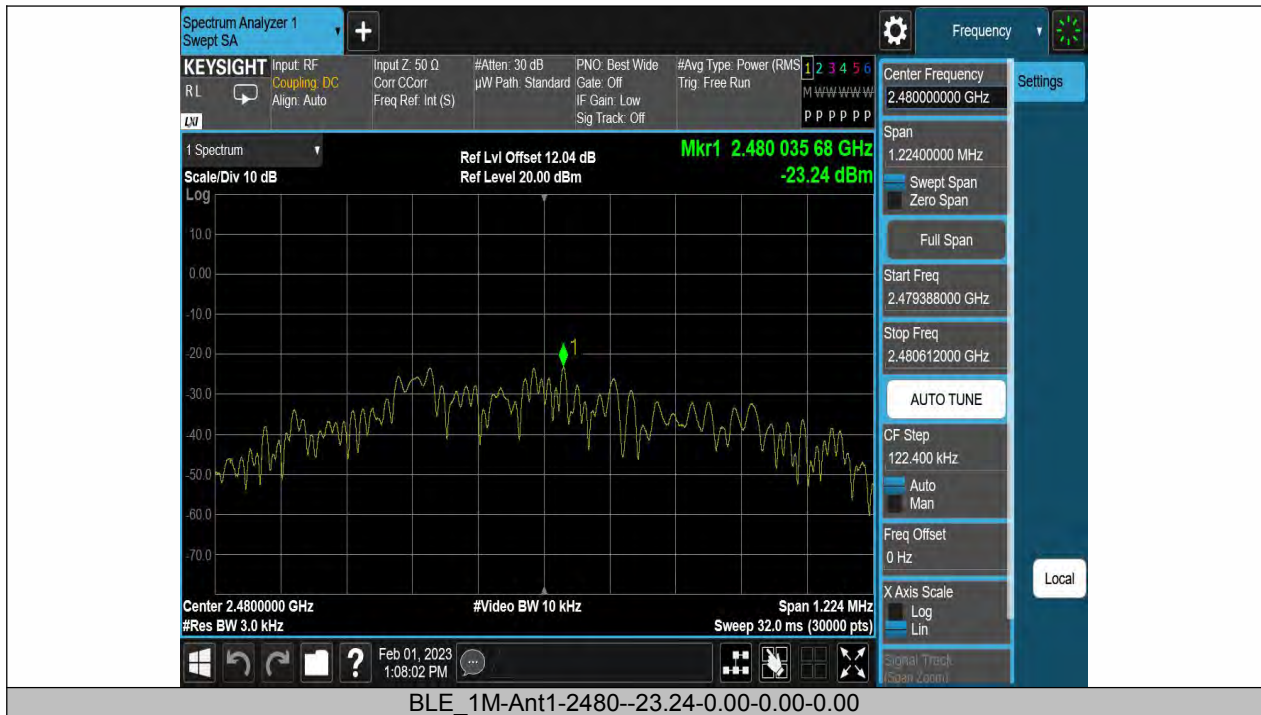 Spectrum Analyzer 1
Swept SA
+
Frequency
KEYSIGHT
RL
LXI
Input: RF
Coupling: DC
Align: Auto
Input Z: 50 Ω
Corr CCorr
Freq Ref: Int (S)
#Atten: 30 dB
µW Path: Standard
PNO: Best Wide
Gate: Off
IF Gain: Low
Sig Track: Off
#Avg Type: Power (RMS
Trig: Free Run
1 2 3 4 5 6
M W W W W W
P P P P P P
1 Spectrum
Scale/Div 10 dB
Ref Lvl Offset 12.04 dB
Ref Level 20.00 dBm
Mkr1 2.480 035 68 GHz
-23.24 dBm
Log
10.0
0.00
-10.0
-20.0
-30.0
-40.0
-50.0
-60.0
-70.0
1
Center 2.4800000 GHz
#Video BW 10 kHz
Span 1.224 MHz
#Res BW 3.0 kHz
Sweep 32.0 ms (30000 pts)
Feb 01, 2023
1:08:02 PM
?
Center Frequency
2.480000000 GHz
Settings
Span
1.22400000 MHz
Swept Span
Zero Span
Full Span
Start Freq
2.479388000 GHz
Stop Freq
2.480612000 GHz
AUTO TUNE
CF Step
122.400 kHz
Auto
Man
Freq Offset
0 Hz
X Axis Scale
Log
Lin
Local
Signal Track
(Span Zoom)
BLE_1M-Ant1-2480--23.24-0.00-0.00-0.00